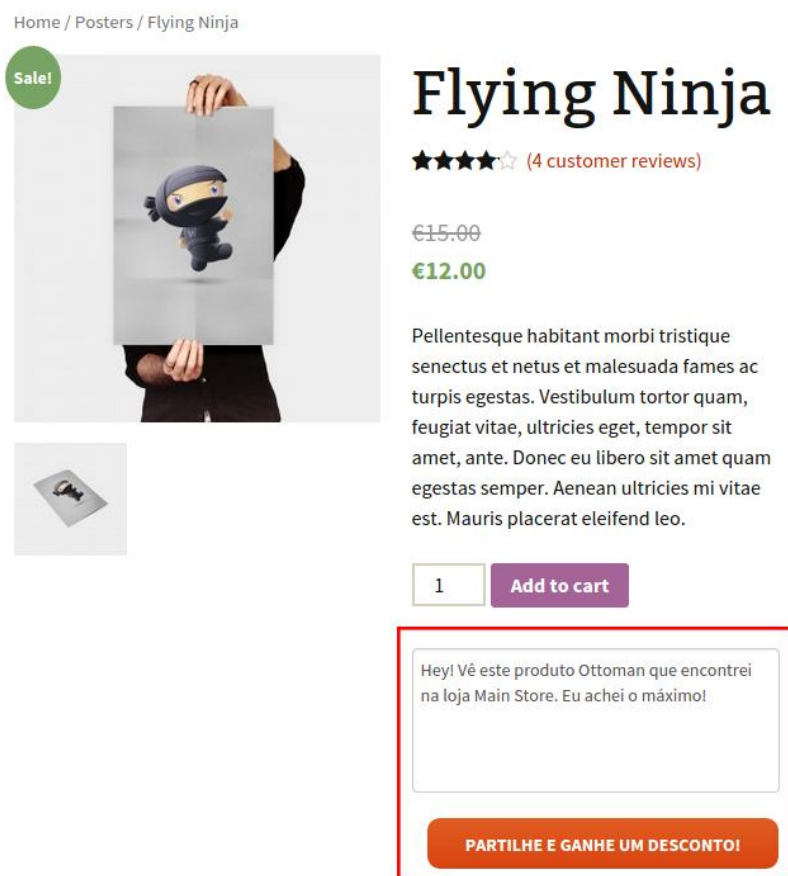 Home / Posters / Flying Ninja
Sale!
Flying Ninja
(4 customer reviews)
€15.00
€12.00
Pellentesque habitant morbi tristique
senectus et netus et malesuada fames ac
turpis egestas. Vestibulum tortor quam,
feugiat vitae, ultricies eget, tempor sit
amet, ante. Donec eu libero sit amet quam
egestas semper. Aenean ultricies mi vitae
est. Mauris placerat eleifend leo.
1
Add to cart
Hey! Vê este produto Ottoman que encontrei
na loja Main Store. Eu achei o máximo!
PARTILHE E GANHE UM DESCONTO!